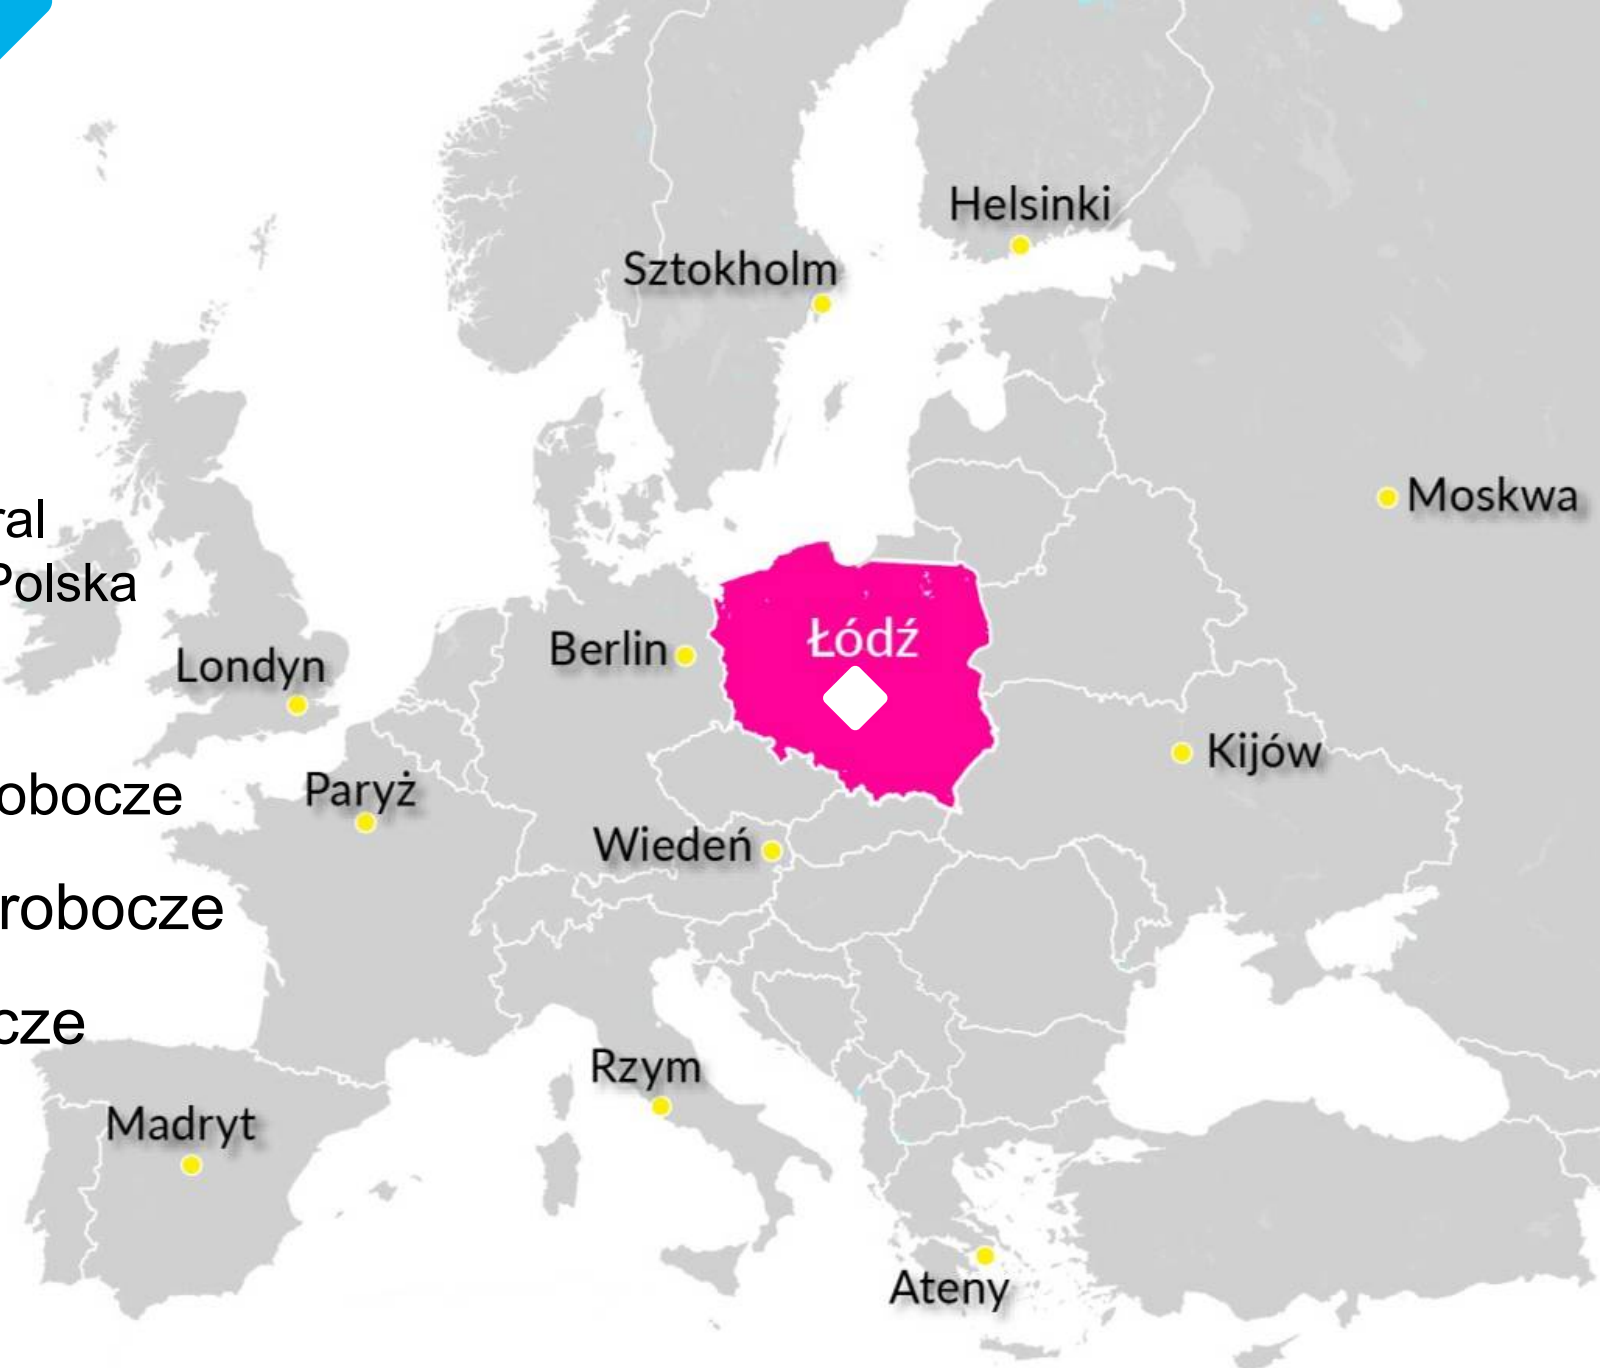 Helsinki
Sztokholm
Moskwa
ral
Polska
Łódź
Berlin
Londyn
Kijów
obocze
Paryż
Wiedeń
robocze
cze
Rzym
Madryt
Ateny